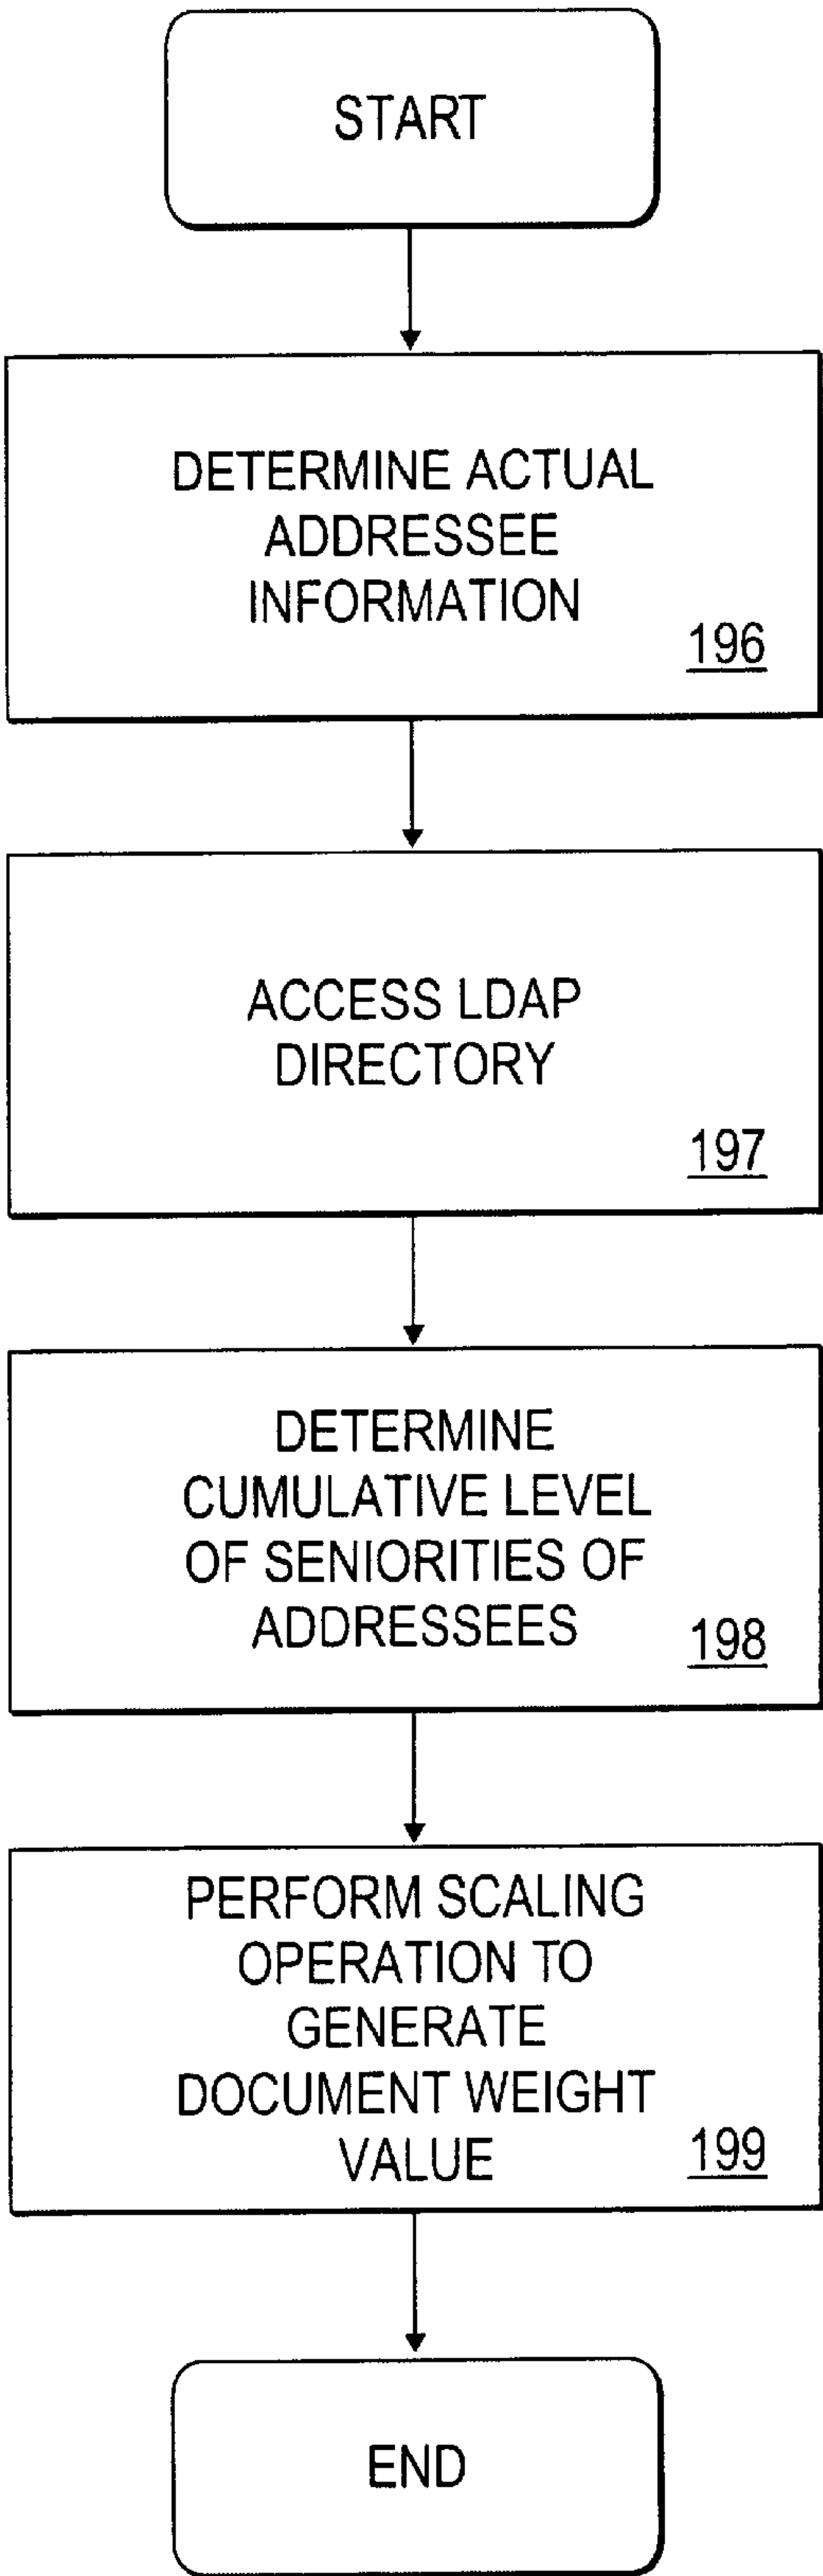 START
DETERMINE ACTUAL
ADDRESSEE
INFORMATION
196
ACCESS LDAP
DIRECTORY
197
DETERMINE
CUMULATIVE LEVEL
OF SENIORITIES OF
ADDRESSEES
198
PERFORM SCALING
OPERATION TO
GENERATE
DOCUMENT WEIGHT
VALUE
199
END